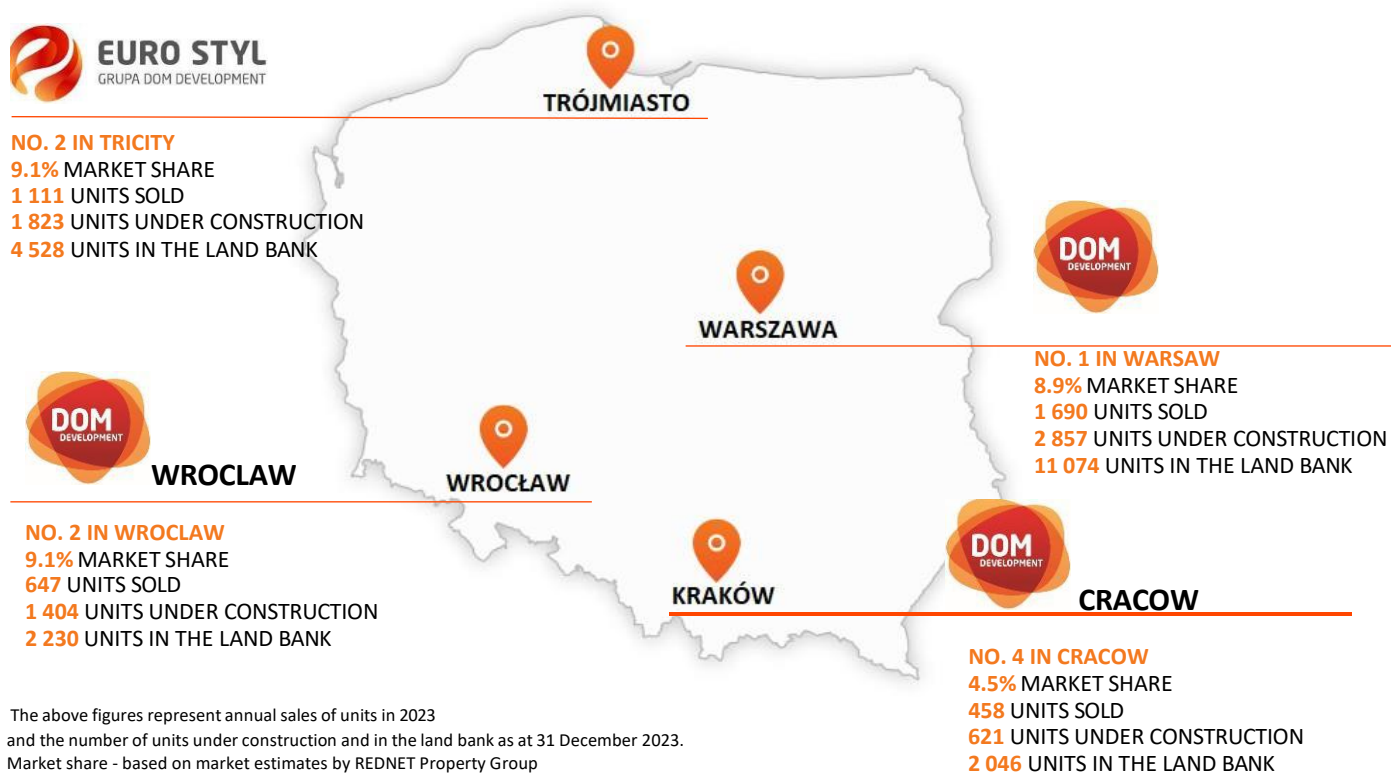 EURO STYL
GRUPA DOM DEVELOPMENT
TRÓJMIASTO
NO. 2 IN TRICITY
9.1% MARKET SHARE
1 111 UNITS SOLD
1 823 UNITS UNDER CONSTRUCTION
4 528 UNITS IN THE LAND BANK
DOM
DEVELOPMENT
WARSZAWA
NO. 1 IN WARSAW
8.9% MARKET SHARE
1 690 UNITS SOLD
2 857 UNITS UNDER CONSTRUCTION
11 074 UNITS IN THE LAND BANK
DOM
DEVELOPMENT
WROCLAW
WROCŁAW
NO. 2 IN WROCLAW
9.1% MARKET SHARE
647 UNITS SOLD
1 404 UNITS UNDER CONSTRUCTION
2 230 UNITS IN THE LAND BANK
DOM
DEVELOPMENT
CRACOW
KRAKÓW
NO. 4 IN CRACOW
4.5% MARKET SHARE
458 UNITS SOLD
621 UNITS UNDER CONSTRUCTION
2 046 UNITS IN THE LAND BANK
The above figures represent annual sales of units in 2023
and the number of units under construction and in the land bank as at 31 December 2023.
Market share - based on market estimates by REDNET Property Group